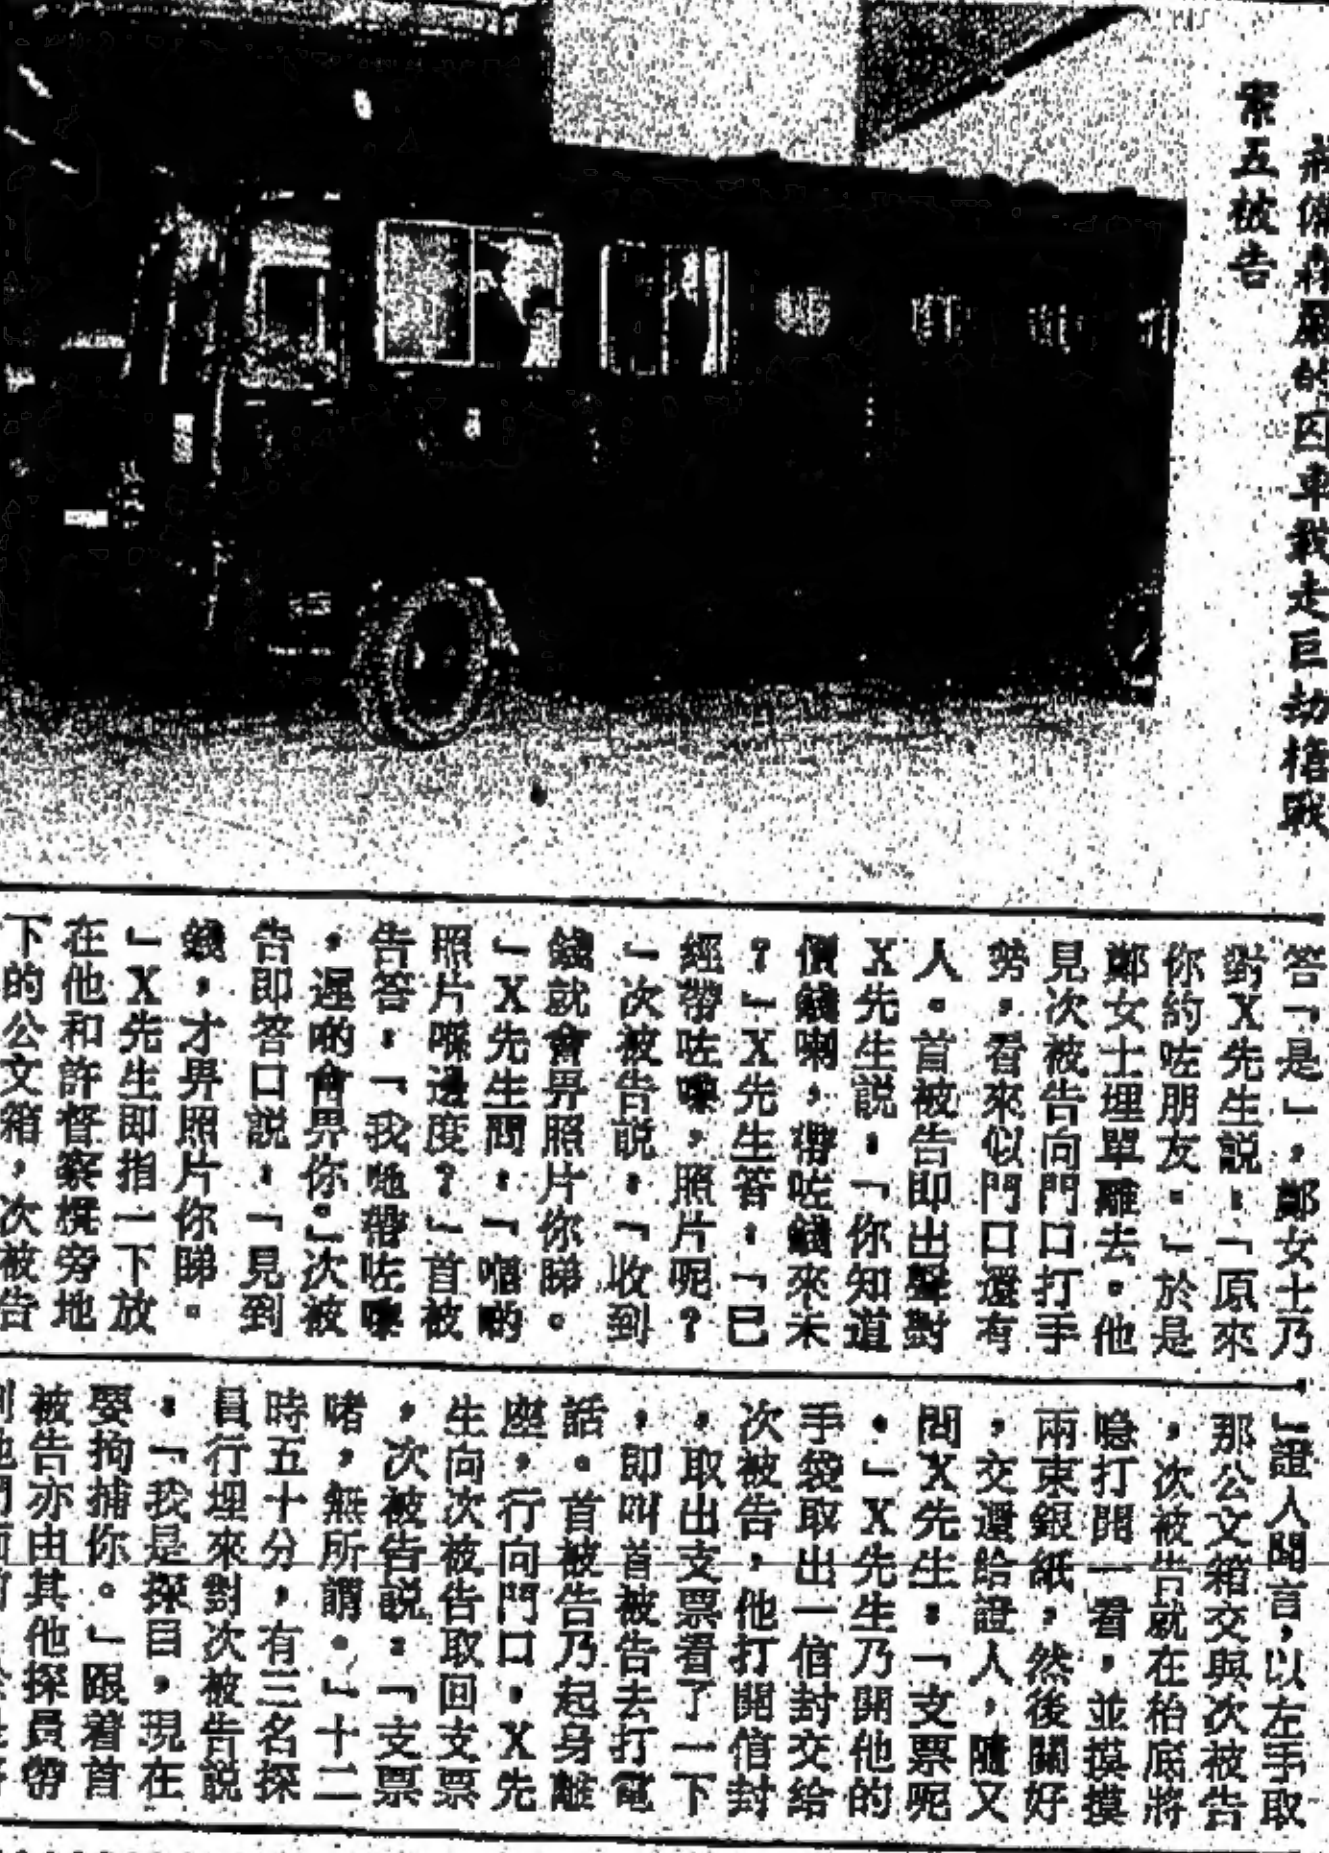 戒備森嚴的囚車載走巨劫槍戰
案五被告
答「是」，鄭女士乃
對X先生說：「原來
你約咗朋友。」於是
鄭女士埋單離去。他
見次被告向門口打手
勢，看來似門口還有
人。首被告即出聲對
X先生說：「你知道
價錢喇，帶咗錢來未
？」X先生答：「已
經帶咗嚟，照片呢？
」次被告說：「收到
錢就會畀照片你睇。
」X先生問：「嗰啲
照片喺邊度？」首被
告答：「我哋帶咗嚟
，遲啲會畀你。」次被
告即答口說：「見到
錢，才畀照片你睇。
」X先生即指一下放
在他和許督察櫈旁地
下的公文箱，次被告
」證人聞言，以左手取
那公文箱交與次被告
，次被告就在枱底將
喼打開一看，並摸摸
兩束銀紙，然後關好
，交還給證人，隨又
問X先生：「支票呢
。」X先生乃開他的
手袋取出一信封交給
次被告，他打開信封
，取出支票看了一下
，即叫首被告去打電
話。首被告乃起身離
座，行向門口，X先
生向次被告取回支票
，次被告說：「支票
啫，無所謂。」十二
時五十分，有三名探
員行埋來對次被告說
：「我是探目，現在
要拘捕你。」跟着首
被告亦由其他探員帶